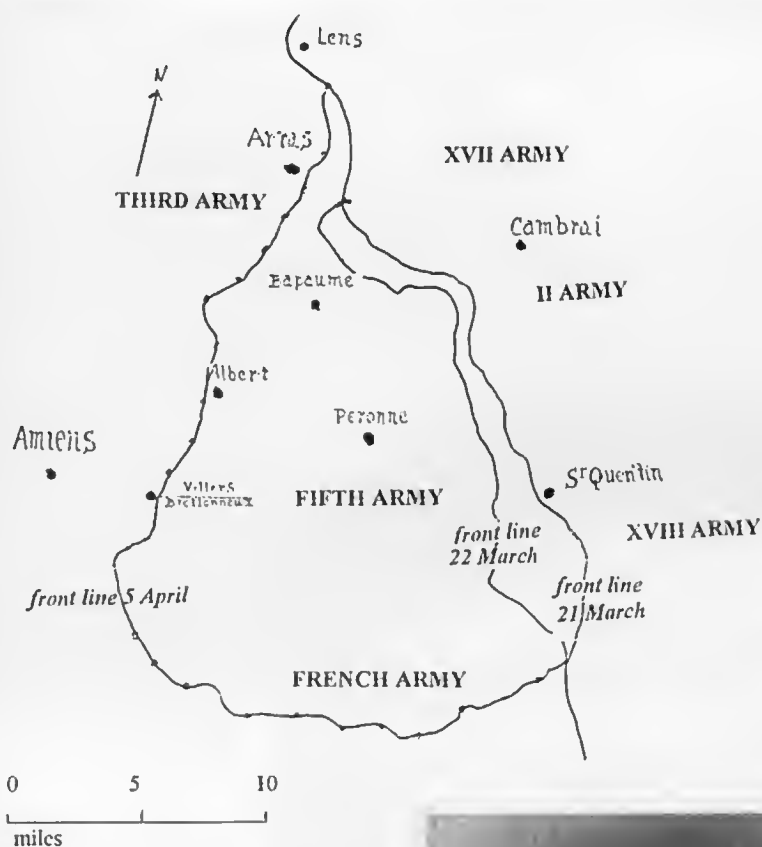 Lens
N
Arras
XVII ARMY
THIRD ARMY
Cambrai
Bapaume
II ARMY
Albert
Peronne
Amiens
Villers
Bretonneux
St Quentin
FIFTH ARMY
XVIII ARMY
front line
22 March
front line 5 April
front line
21 March
FRENCH ARMY
0 5 10
miles